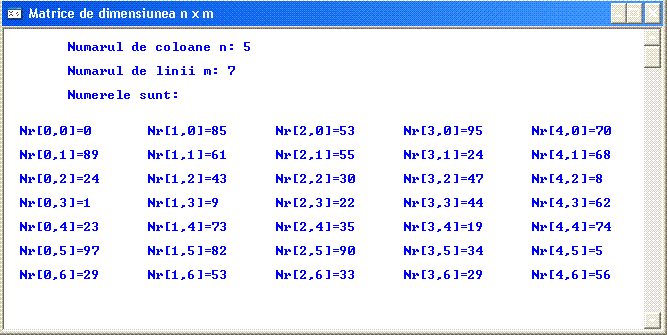 Matrice de dimensiunea n x m
Numarul de coloane n: 5
Numarul de linii m: 7
Numerele sunt:
Nr[0,0]=0 Nr[1,0]=85 Nr[2,0]=53 Nr[3,0]=95 Nr[4,0]=70
Nr[0,1]=89 Nr[1,1]=61 Nr[2,1]=55 Nr[3,1]=24 Nr[4,1]=68
Nr[0,2]=24 Nr[1,2]=43 Nr[2,2]=30 Nr[3,2]=47 Nr[4,2]=8
Nr[0,3]=1 Nr[1,3]=9 Nr[2,3]=22 Nr[3,3]=44 Nr[4,3]=62
Nr[0,4]=23 Nr[1,4]=73 Nr[2,4]=35 Nr[3,4]=19 Nr[4,4]=74
Nr[0,5]=97 Nr[1,5]=82 Nr[2,5]=90 Nr[3,5]=34 Nr[4,5]=5
Nr[0,6]=29 Nr[1,6]=53 Nr[2,6]=33 Nr[3,6]=29 Nr[4,6]=56